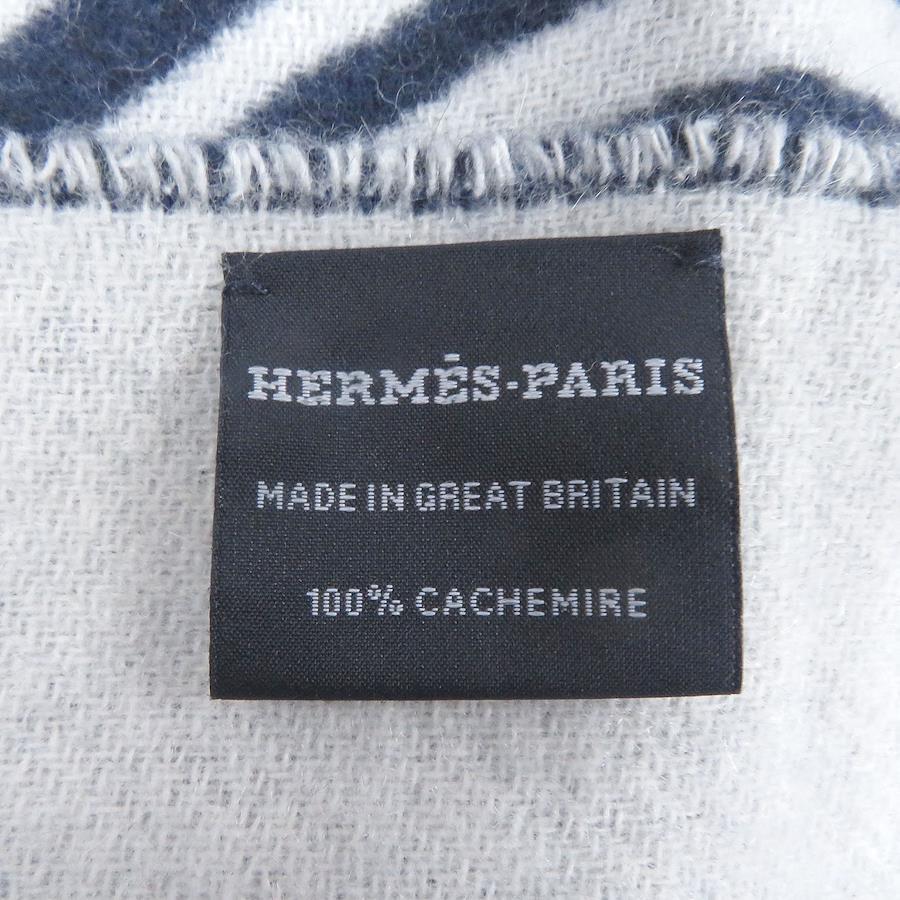 HERMÈS-PARIS
MADE IN GREAT BRITAIN
100% CACHEMIRE